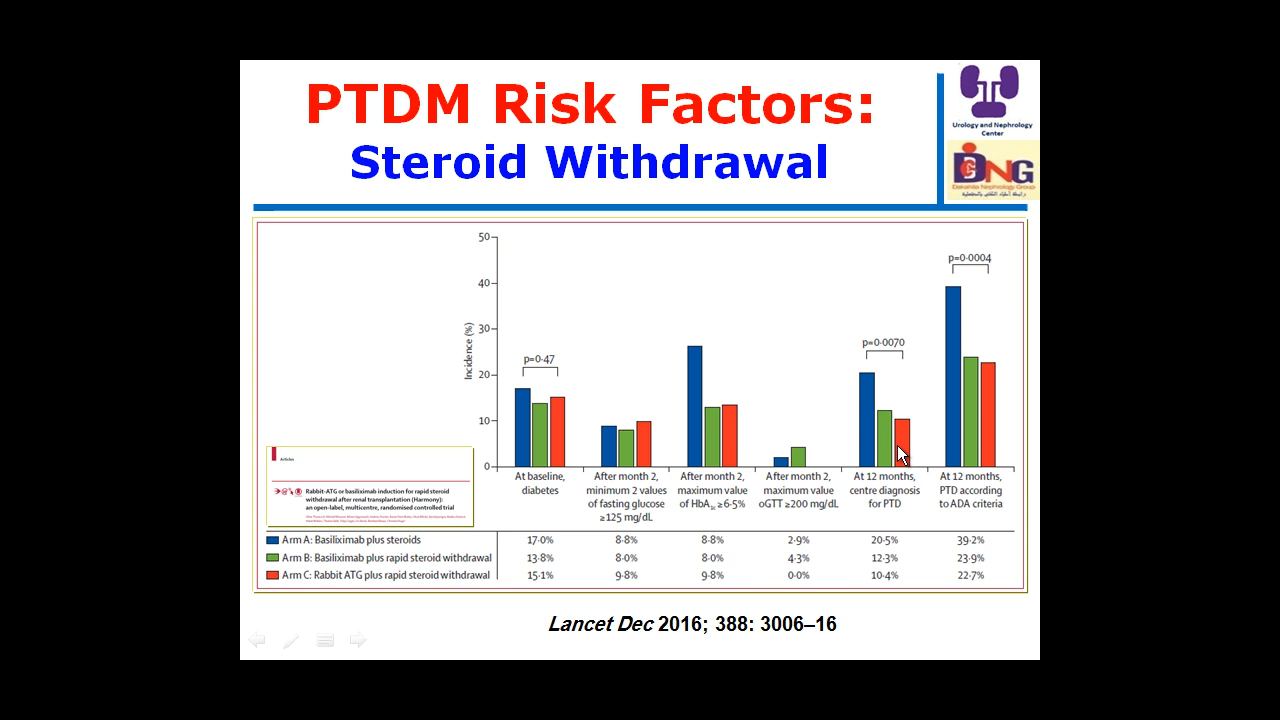 PTDM Risk Factors:
Steroid Withdrawal
Urology and Nephrology
Center
DNG
Dakahlia Nephrology Group
50
40
30
20
10
0
Incidence (%)
p=0·47
p=0·0070
p=0·0004
At baseline,
diabetes
After month 2,
minimum 2 values
of fasting glucose
≥125 mg/dL
After month 2,
maximum value
of HbA1c ≥6·5%
After month 2,
maximum value
oGTT ≥200 mg/dL
At 12 months,
centre diagnosis
for PTD
At 12 months,
PTD according
to ADA criteria
Articles
Rabbit-ATG or basiliximab induction for rapid steroid
withdrawal after renal transplantation (Harmony):
an open-label, multicentre, randomised controlled trial
Arm A: Basiliximab plus steroids 17·0% 8·8% 8·8% 2·9% 20·5% 39·2%
Arm B: Basiliximab plus rapid steroid withdrawal 13·8% 8·0% 8·0% 4·3% 12·3% 23·9%
Arm C: Rabbit ATG plus rapid steroid withdrawal 15·1% 9·8% 9·8% 0·0% 10·4% 22·7%
Lancet Dec 2016; 388: 3006–16